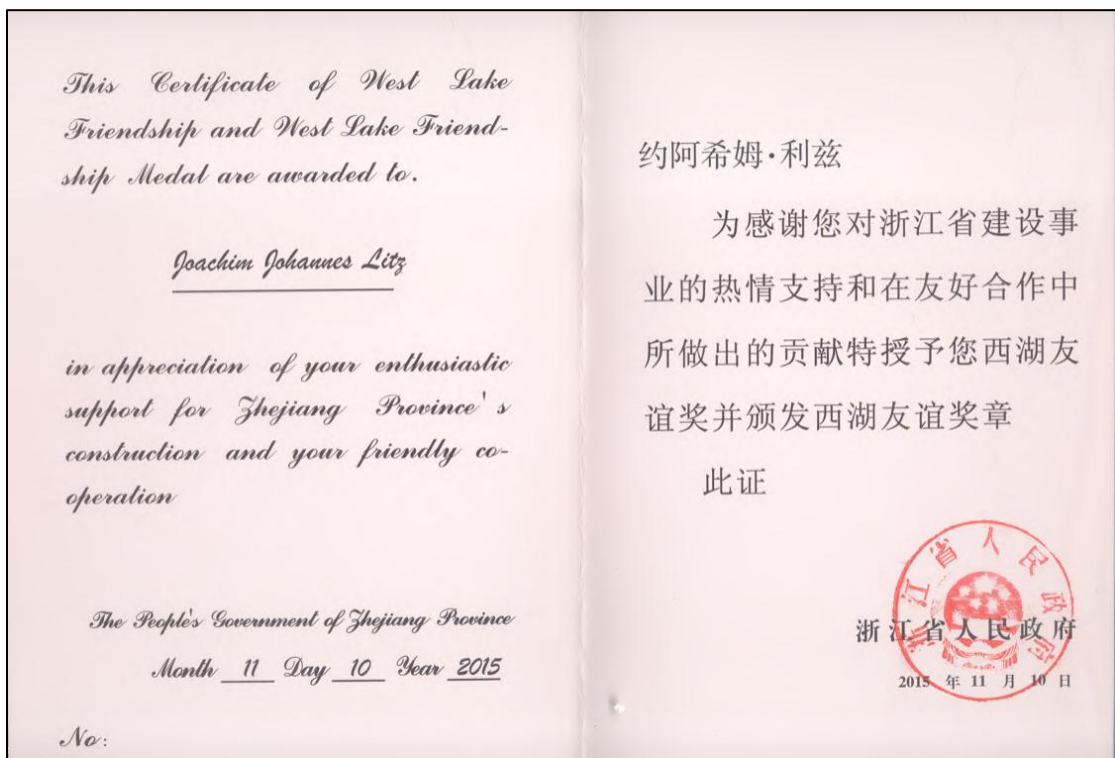 This Certificate of West Lake
Friendship and West Lake Friend-
ship Medal are awarded to.
Joachim Johannes Litz
in appreciation of your enthusiastic
support for Zhejiang Province's
construction and your friendly co-
operation
The People's Government of Zhejiang Province
Month 11 Day 10 Year 2015
No:
约阿希姆·利兹
为感谢您对浙江省建设事
业的热情支持和在友好合作中
所做出的贡献特授予您西湖友
谊奖并颁发西湖友谊奖章
此证
浙江省人民政府
浙江省人民政府
2015 年 11 月 10 日